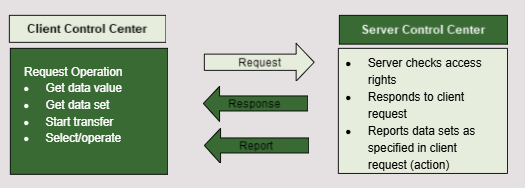 Client Control Center
Request Operation
Get data value
Get data set
Start transfer
Select/operate
Request
Response
Report
Server Control Center
Server checks access
rights
Responds to client
request
Reports data sets as
specified in client
request (action)